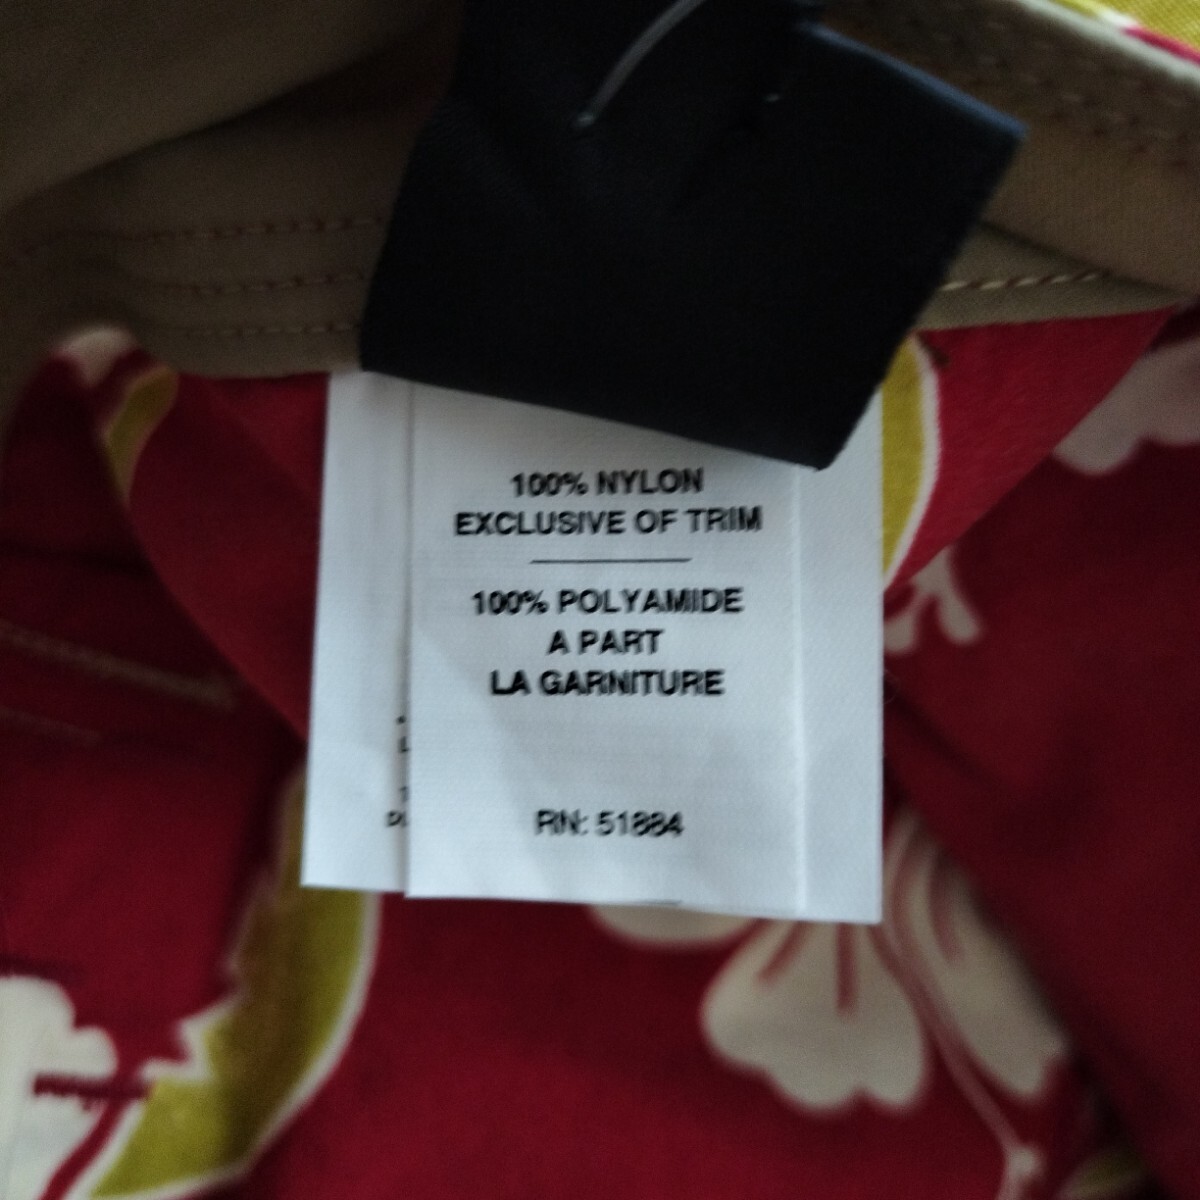 100% NYLON
EXCLUSIVE OF TRIM
100% POLYAMIDE
A PART
LA GARNITURE
RN: 51884